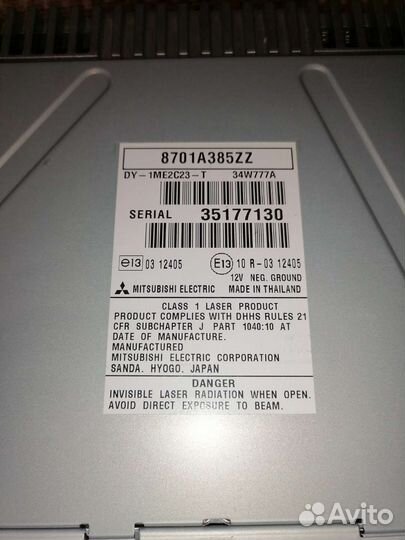 8701A385ZZ
DY-1ME2C23-T 34W777A
SERIAL 35177130
e13 03 12405 E13 10 R-03 12405
12V NEG. GROUND
MITSUBISHI ELECTRIC MADE IN THAILAND
CLASS 1 LASER PRODUCT
PRODUCT COMPLIES WITH DHHS RULES 21
CFR SUBCHAPTER J PART 1040:10 AT
DATE OF MANUFACTURE.
MANUFACTURED
MITSUBISHI ELECTRIC CORPORATION
SANDA, HYOGO, JAPAN
DANGER
INVISIBLE LASER RADIATION WHEN OPEN.
AVOID DIRECT EXPOSURE TO BEAM.
Avito